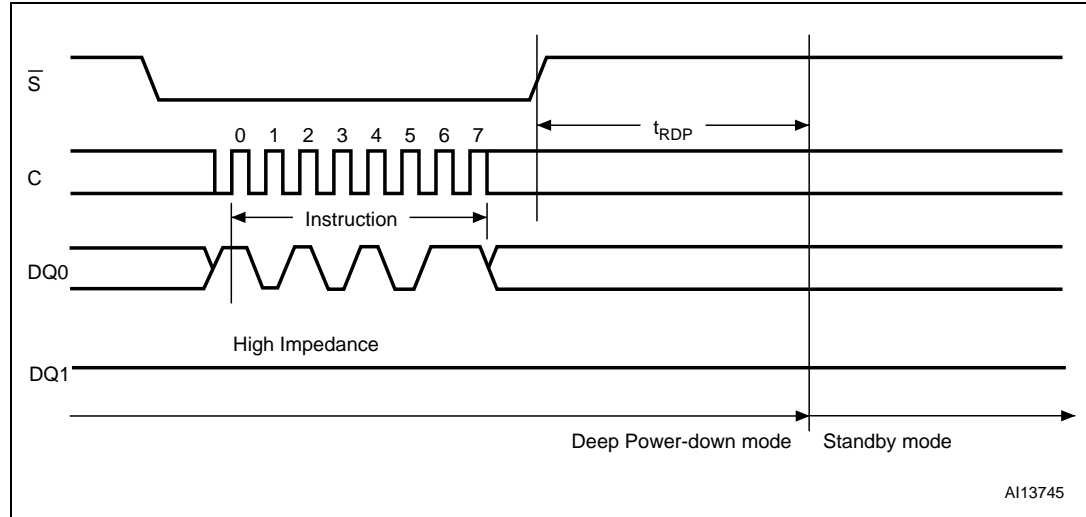 S̅
0 1 2 3 4 5 6 7
tRDP
C
Instruction
DQ0
High Impedance
DQ1
Deep Power-down mode Standby mode
AI13745